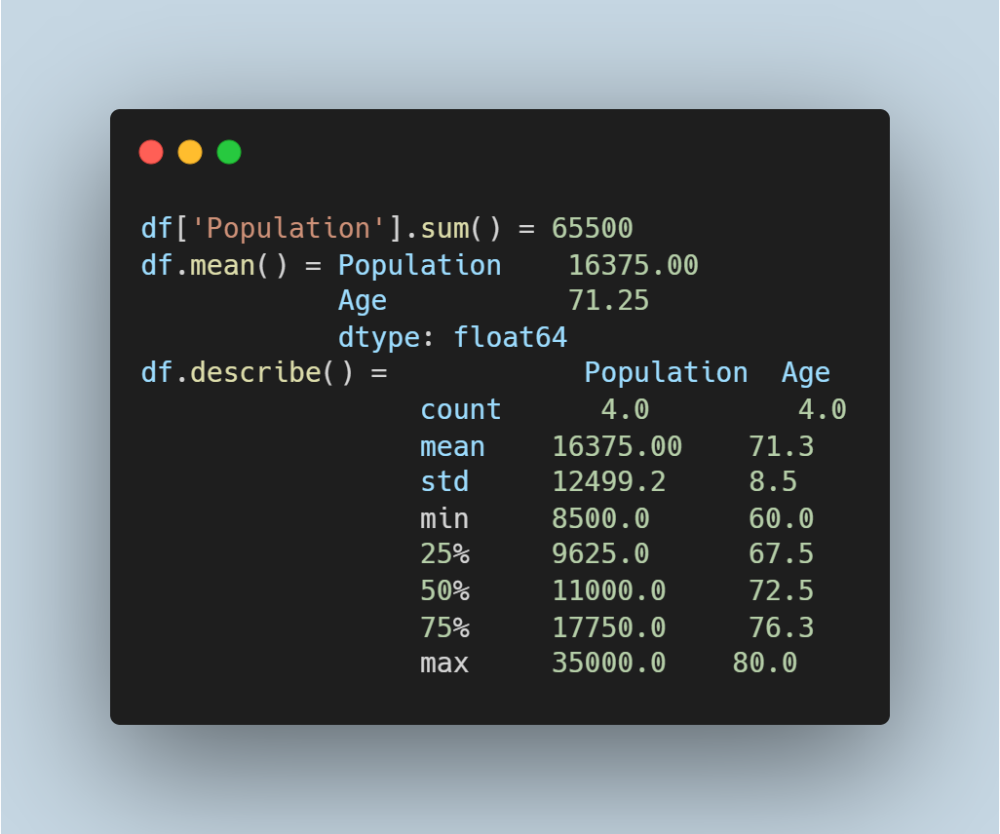 df['Population'].sum() = 65500
df.mean() = Population    16375.00
            Age           71.25
            dtype: float64
df.describe() =            Population  Age
                 count      4.0         4.0
                 mean    16375.00    71.3
                 std     12499.2     8.5
                 min     8500.0      60.0
                 25%     9625.0      67.5
                 50%     11000.0     72.5
                 75%     17750.0     76.3
                 max     35000.0    80.0